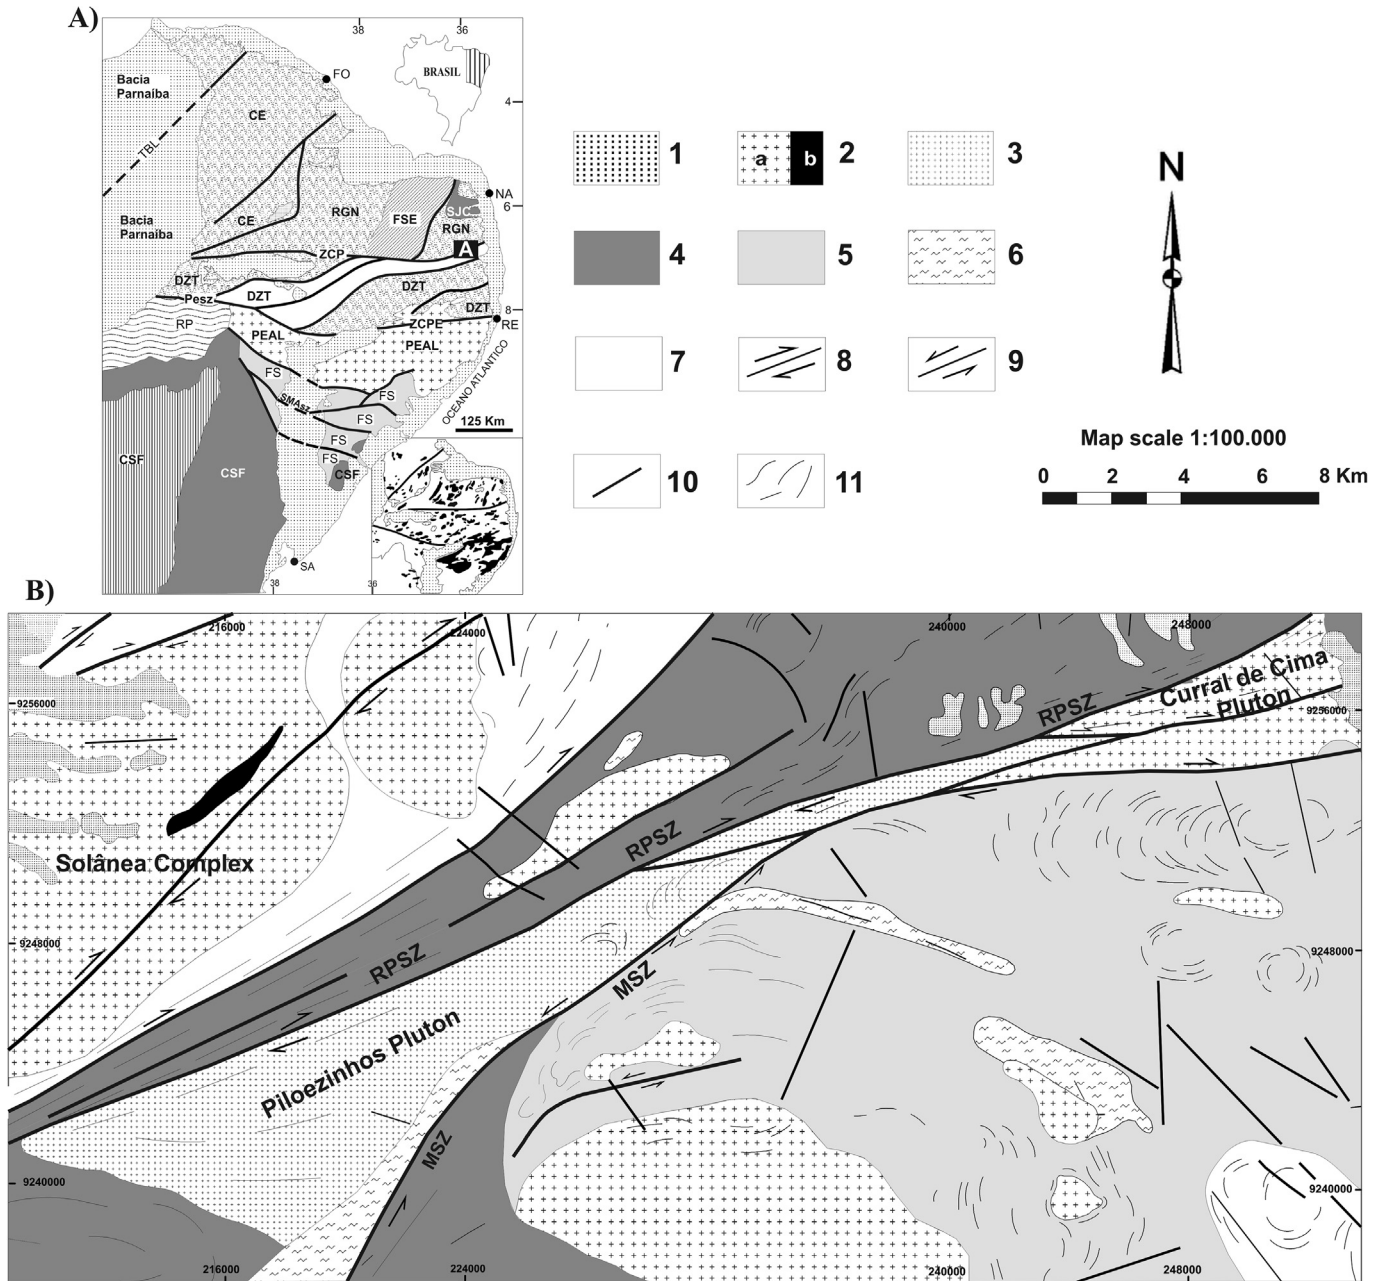 A)
38
36
Bacia
Parnaíba
FO
BRASIL
4
CE
TBL
Bacia
Parnaíba
CE
RGN
FSE
SJC
NA
6
RGN
A
ZCP
DZT
Pesz
DZT
DZT
DZT
8
RP
PEAL
ZCPE
RE
PEAL
FS
SMAsz
FS
FS
FS
FS
OCEANO ATLANTICO
125 Km
CSF
CSF
CSF
SA
38
36
1
a
b
2
3
4
5
6
7
8
9
10
11
N
Map scale 1:100.000
0 2 4 6 8 Km
B)
216000
224000
240000
248000
9256000
9256000
Curral de Cima
Pluton
RPSZ
RPSZ
Solânea Complex
9248000
9248000
RPSZ
MSZ
Piloezinhos Pluton
MSZ
9240000
9240000
216000
224000
240000
248000